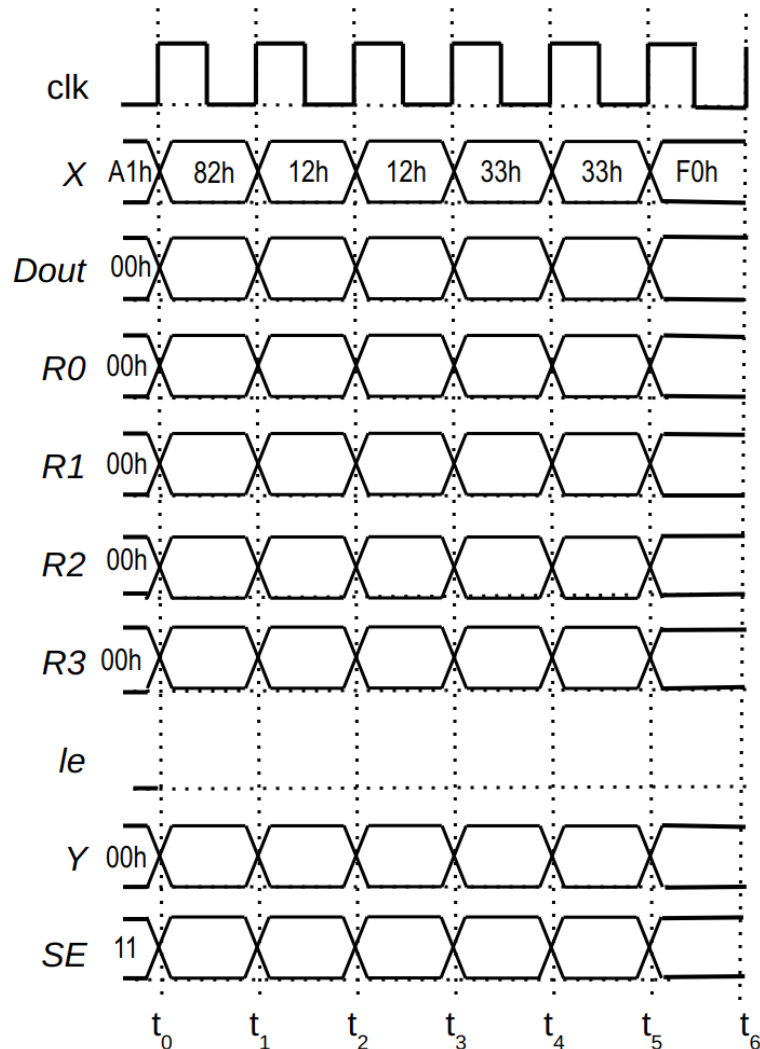 clk
X A1h 82h 12h 12h 33h 33h F0h
Dout 00h
R0 00h
R1 00h
R2 00h
R3 00h
le
Y 00h
SE 11
t0 t1 t2 t3 t4 t5 t6